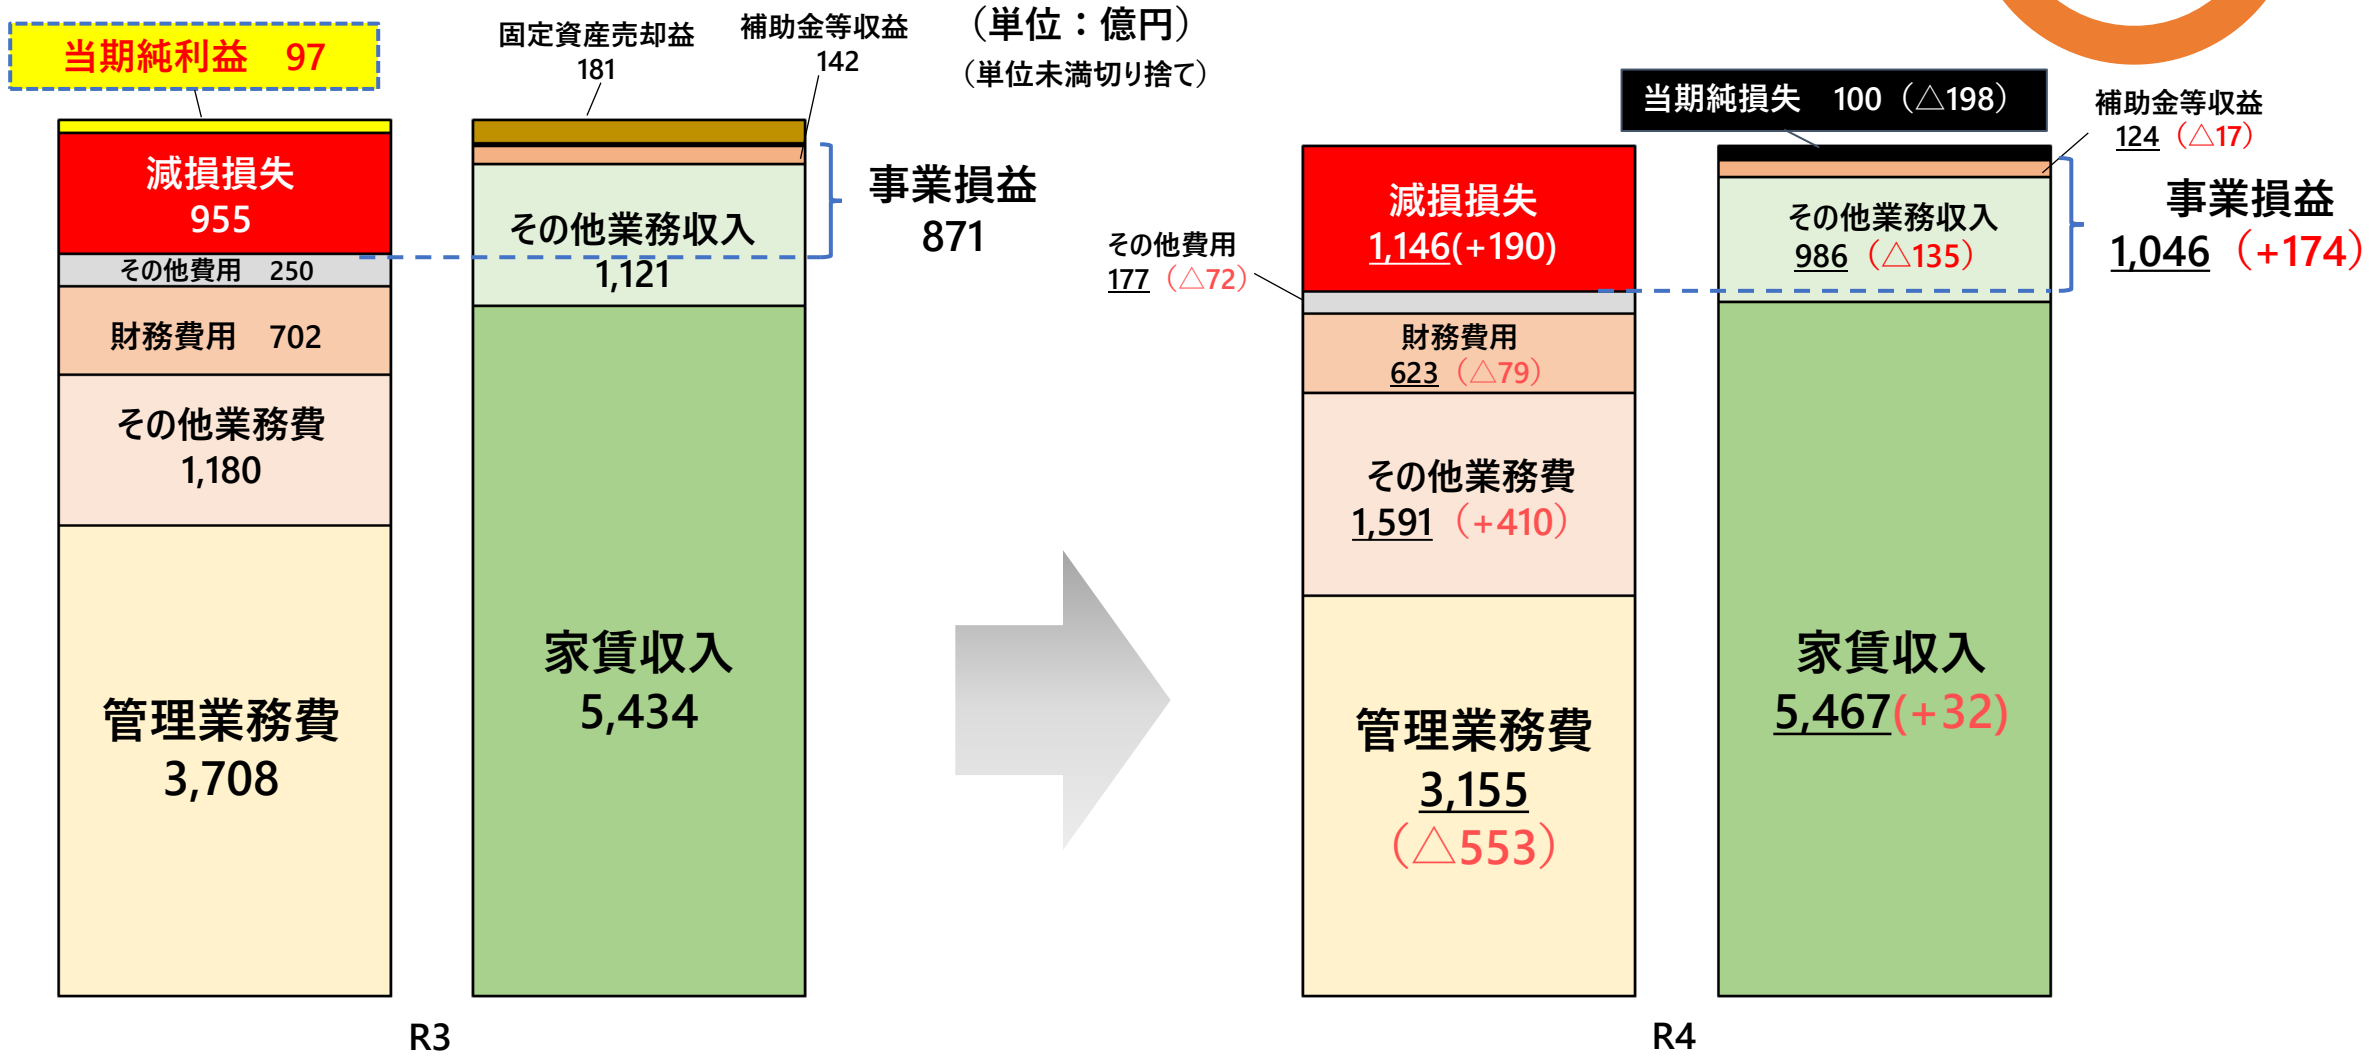 （単位：億円）
（単位未満切り捨て）
当期純利益　97
減損損失
955
その他費用　250
財務費用　702
その他業務費
1,180
管理業務費
3,708
固定資産売却益
181
補助金等収益
142
その他業務収入
1,121
家賃収入
5,434
事業損益
871
R3
その他費用
177（△72）
減損損失
1,146(+190)
財務費用
623（△79）
その他業務費
1,591（+410）
管理業務費
3,155
（△553）
当期純損失　100（△198）
補助金等収益
124（△17）
その他業務収入
986（△135）
家賃収入
5,467(+32)
事業損益
1,046（+174）
R4